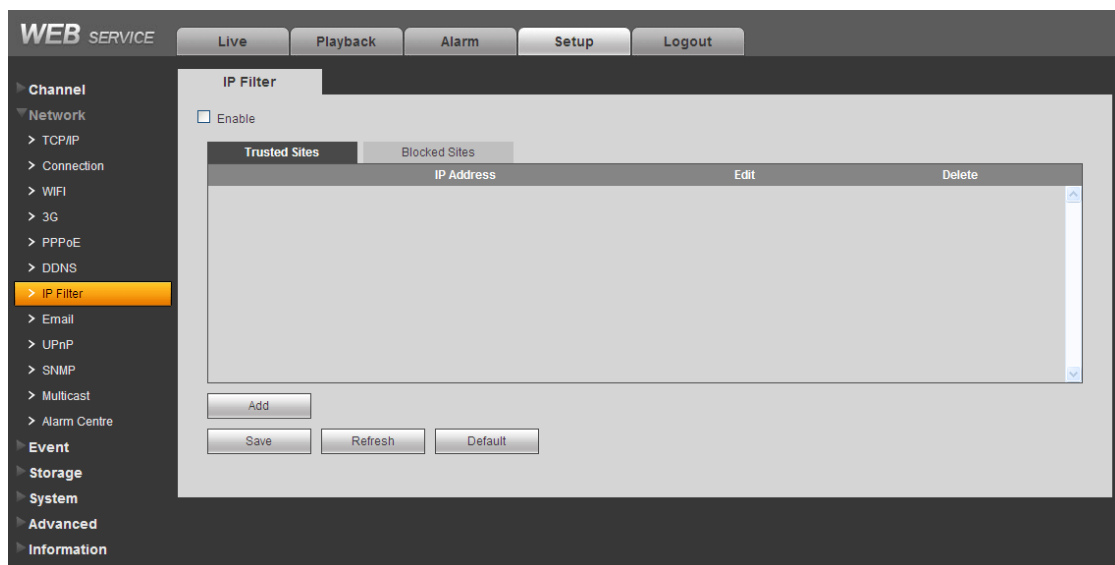 WEB SERVICE
Live Playback Alarm Setup Logout
Channel
Network
> TCP/IP
> Connection
> WIFI
> 3G
> PPPoE
> DDNS
> IP Filter
> Email
> UPnP
> SNMP
> Multicast
> Alarm Centre
Event
Storage
System
Advanced
Information
IP Filter
Enable
Trusted Sites Blocked Sites
IP Address Edit Delete
Add
Save Refresh Default